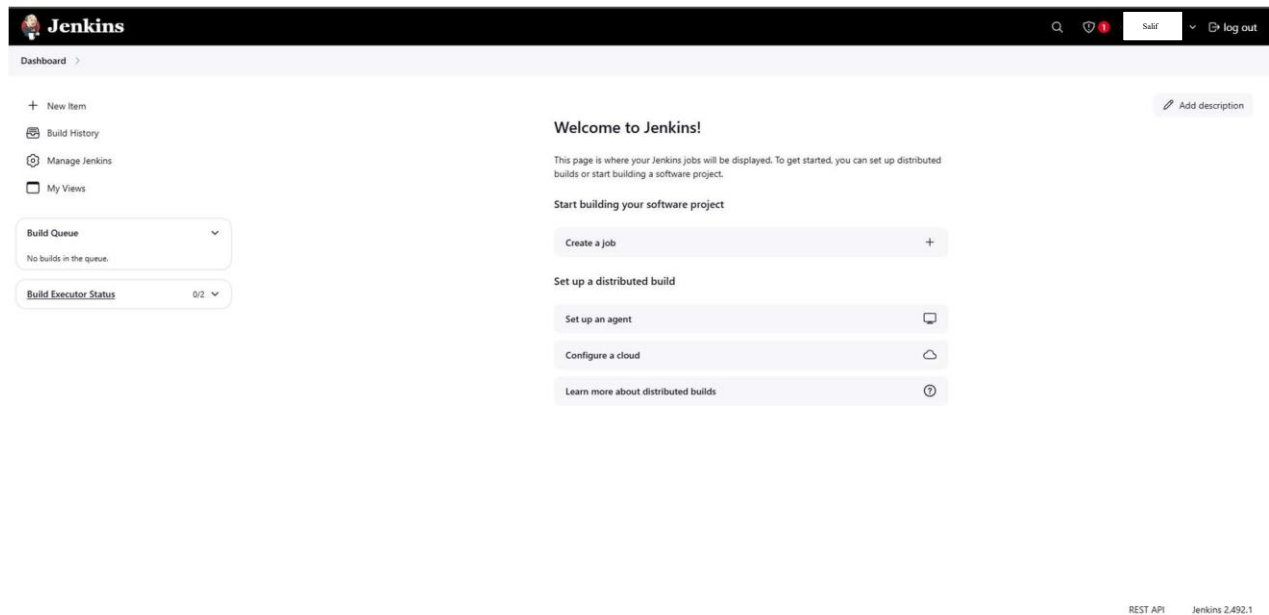 Jenkins
1
Salif
log out
Dashboard
New Item
Build History
Manage Jenkins
My Views
Build Queue
No builds in the queue.
Build Executor Status 0/2
Add description
Welcome to Jenkins!
This page is where your Jenkins jobs will be displayed. To get started, you can set up distributed
builds or start building a software project.
Start building your software project
Create a job
Set up a distributed build
Set up an agent
Configure a cloud
Learn more about distributed builds
REST API Jenkins 2.492.1